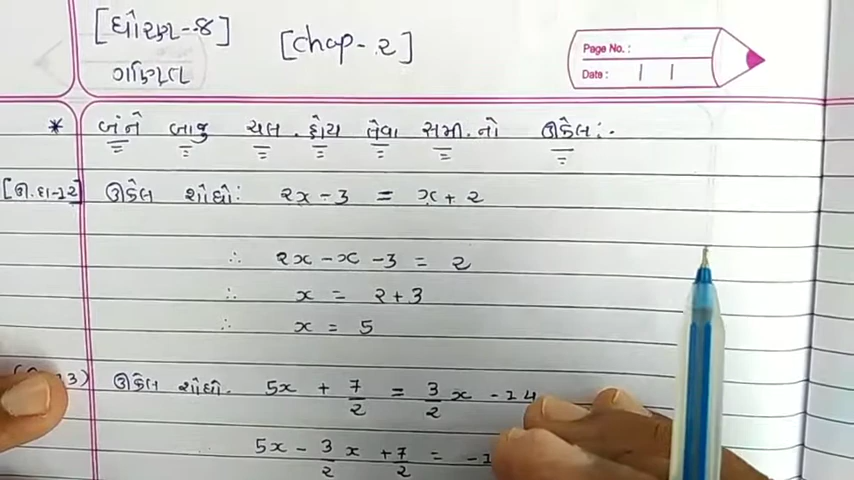 [ધોરણ-8]
ગણિત
[Chap-2]
Page No. :
Date :
* બંને બાજુ ચલ હોય તેવા સમી.નો ઉકેલ:-
[ઉ.દા-12] ઉકેલ શોધો: 2x - 3 = x + 2
∴ 2x - x - 3 = 2
∴ x = 2 + 3
∴ x = 5
ઉકેલ શોધો. 5x + 7/2 = 3/2 x - 14
5x - 3/2 x + 7/2 = -1